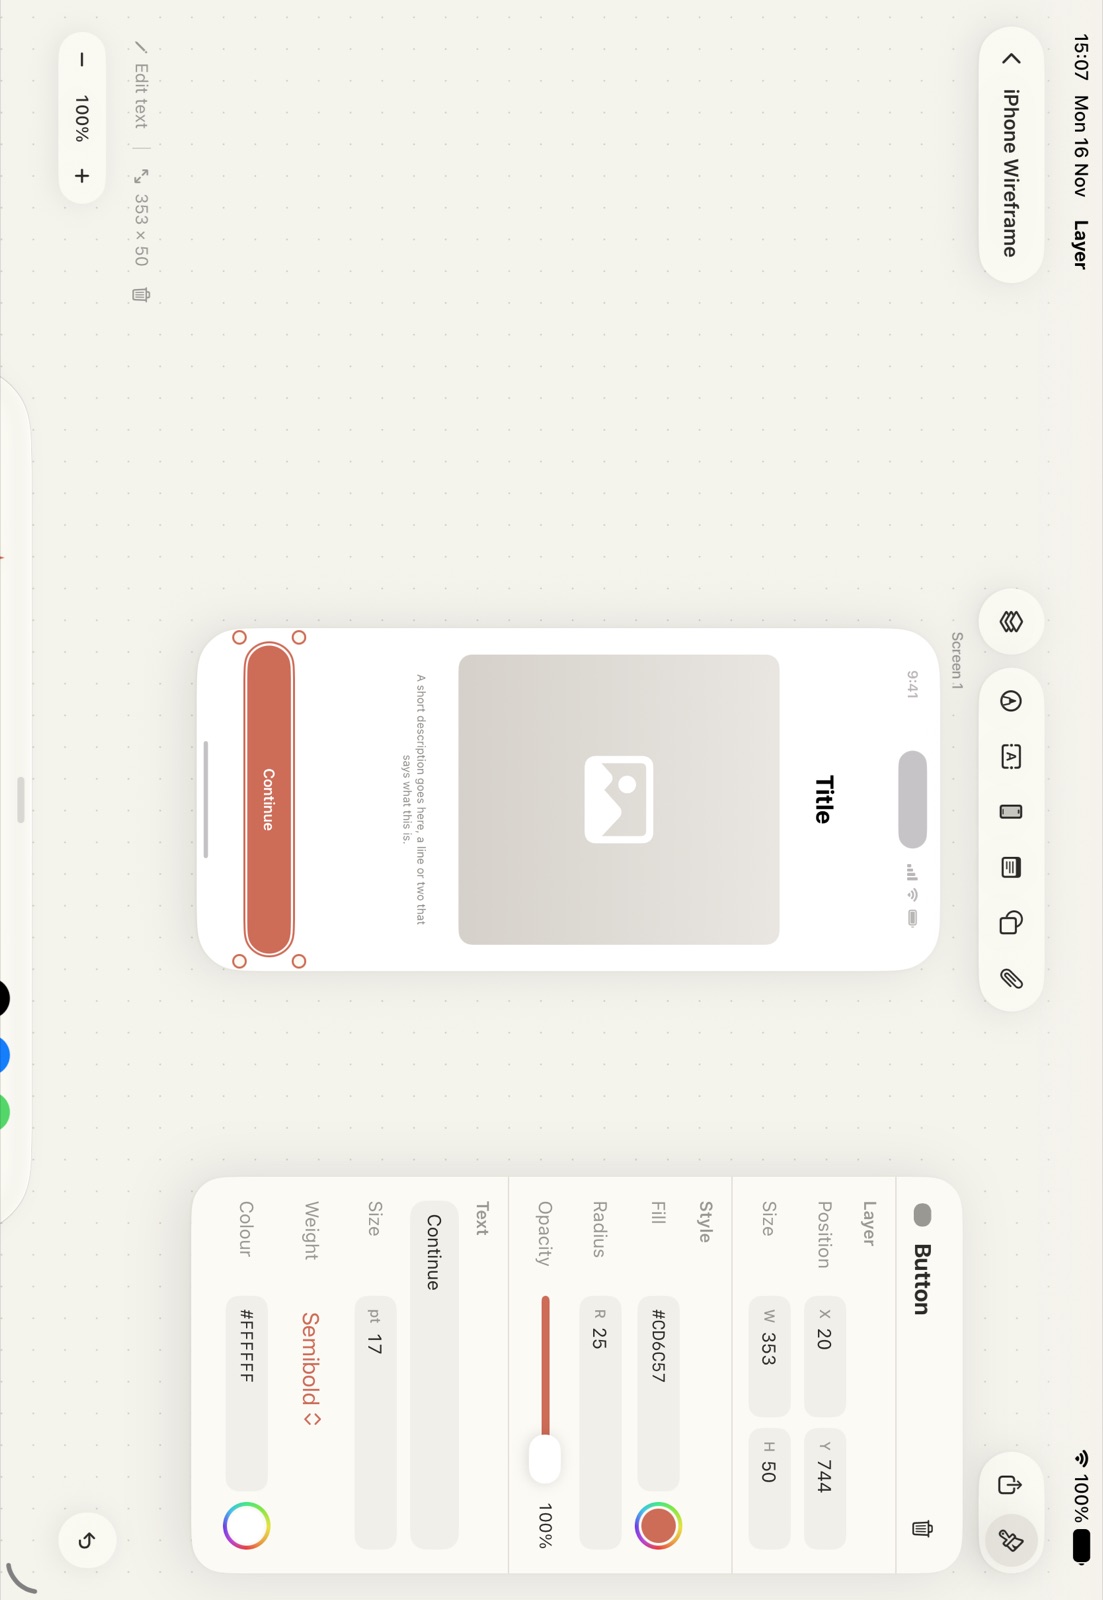 15:07 Mon 16 Nov Layer
100%
iPhone Wireframe
A
Screen 1
9:41
Title
A short description goes here, a line or two that
says what this is.
Continue
Button
Layer
Position X 20 Y 744
Size W 353 H 50
Style
Fill #CD6C57
Radius R 25
Opacity 100%
Text
Continue
Size pt 17
Weight Semibold
Colour #FFFFFF
Edit text 353 × 50
− 100% +